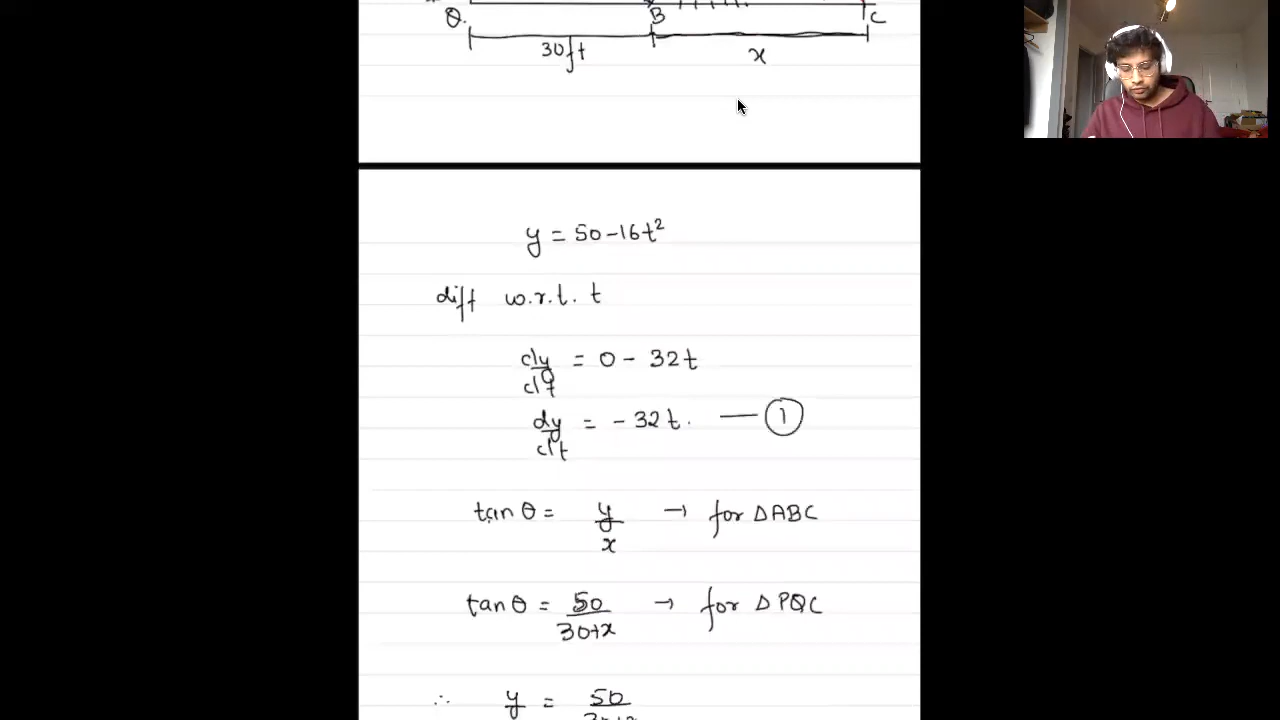 Q. B C
30ft x
y = 50 - 16t²
diff w.r.t. t
dy/dt = 0 - 32t
dy/dt = - 32t. — ①
tan θ = y/x → for ΔABC
tan θ = 50/30+x → for ΔPQC
∴ y = 50